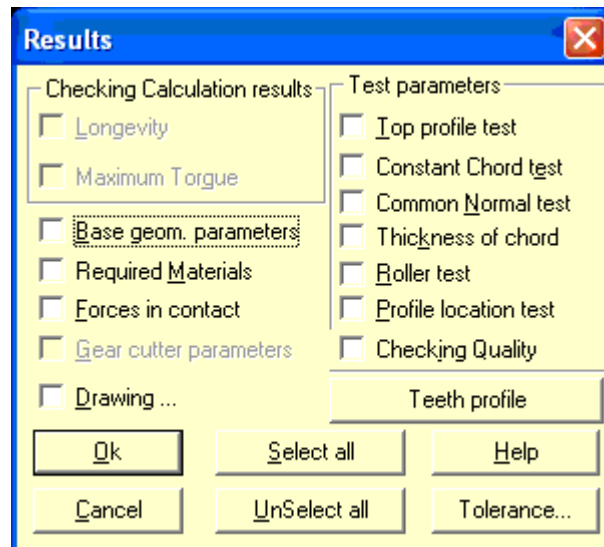 Results
Checking Calculation results
Longevity
Maximum Torgue
Base geom. parameters
Required Materials
Forces in contact
Gear cutter parameters
Drawing ...
Test parameters
Top profile test
Constant Chord test
Common Normal test
Thickness of chord
Roller test
Profile location test
Checking Quality
Teeth profile
Ok
Select all
Help
Cancel
UnSelect all
Tolerance...